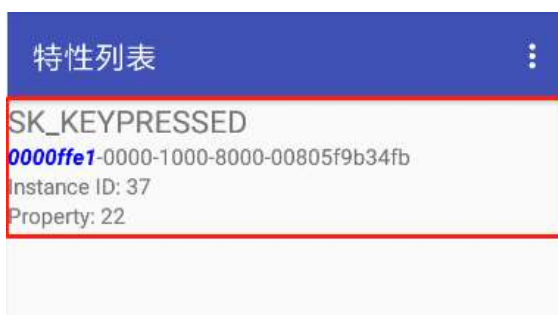 特性列表
SK_KEYPRESSED
0000ffe1-0000-1000-8000-00805f9b34fb
Instance ID: 37
Property: 22